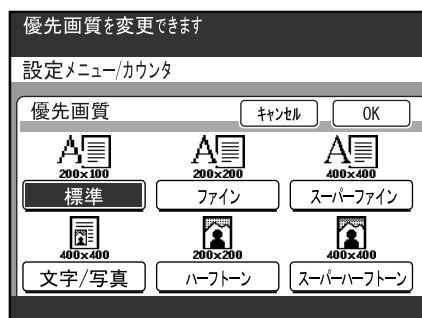 優先画質を変更できます
設定メニュー/カウンタ
優先画質 キャンセル OK
A A A
200×100 200×200 400×400
標準 ファイン スーパーファイン
400×400 200×200 400×400
文字/写真 ハーフトーン スーパーハーフトーン